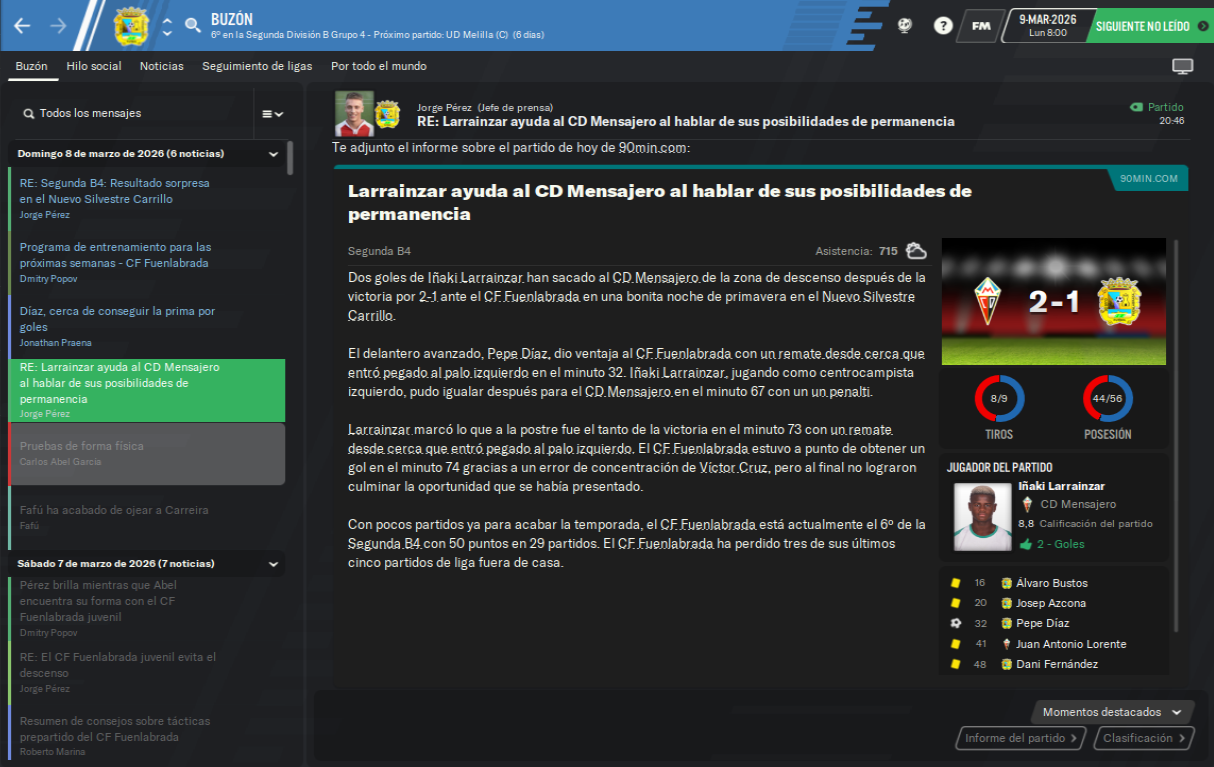 BUZÓN
6º en la Segunda División B Grupo 4 - Próximo partido: UD Melilla (C) (6 días)
?
FM
9-MAR-2026
Lun 8:00
SIGUIENTE NO LEÍDO
Buzón
Hilo social
Noticias
Seguimiento de ligas
Por todo el mundo
Todos los mensajes
Domingo 8 de marzo de 2026 (6 noticias)
RE: Segunda B4: Resultado sorpresa
en el Nuevo Silvestre Carrillo
Jorge Pérez
Programa de entrenamiento para las
próximas semanas - CF Fuenlabrada
Dmitry Popov
Díaz, cerca de conseguir la prima por
goles
Jonathan Praena
RE: Larrainzar ayuda al CD Mensajero
al hablar de sus posibilidades de
permanencia
Jorge Pérez
Pruebas de forma física
Carlos Abel García
Fafú ha acabado de ojear a Carreira
Fafú
Sábado 7 de marzo de 2026 (7 noticias)
Pérez brilla mientras que Abel
encuentra su forma con el CF
Fuenlabrada juvenil
Dmitry Popov
RE: El CF Fuenlabrada juvenil evita el
descenso
Jorge Pérez
Resumen de consejos sobre tácticas
prepartido del CF Fuenlabrada
Roberto Marina
Jorge Pérez (Jefe de prensa)
RE: Larrainzar ayuda al CD Mensajero al hablar de sus posibilidades de permanencia
Partido
20:46
Te adjunto el informe sobre el partido de hoy de 90min.com:
90MIN.COM
Larrainzar ayuda al CD Mensajero al hablar de sus posibilidades de
permanencia
Segunda B4
Asistencia: 715
Dos goles de Iñaki Larrainzar han sacado al CD Mensajero de la zona de descenso después de la
victoria por 2-1 ante el CF Fuenlabrada en una bonita noche de primavera en el Nuevo Silvestre
Carrillo.
El delantero avanzado, Pepe Díaz, dio ventaja al CF Fuenlabrada con un remate desde cerca que
entró pegado al palo izquierdo en el minuto 32. Iñaki Larrainzar, jugando como centrocampista
izquierdo, pudo igualar después para el CD Mensajero en el minuto 67 con un un penalti.
Larrainzar marcó lo que a la postre fue el tanto de la victoria en el minuto 73 con un remate
desde cerca que entró pegado al palo izquierdo. El CF Fuenlabrada estuvo a punto de obtener un
gol en el minuto 74 gracias a un error de concentración de Víctor Cruz, pero al final no lograron
culminar la oportunidad que se había presentado.
Con pocos partidos ya para acabar la temporada, el CF Fuenlabrada está actualmente el 6º de la
Segunda B4 con 50 puntos en 29 partidos. El CF Fuenlabrada ha perdido tres de sus últimos
cinco partidos de liga fuera de casa.
2-1
8/9
44/56
TIROS
POSESIÓN
JUGADOR DEL PARTIDO
Iñaki Larrainzar
CD Mensajero
8,8 Calificación del partido
2 - Goles
16 Álvaro Bustos
20 Josep Azcona
32 Pepe Díaz
41 Juan Antonio Lorente
48 Dani Fernández
Momentos destacados
Informe del partido
Clasificación